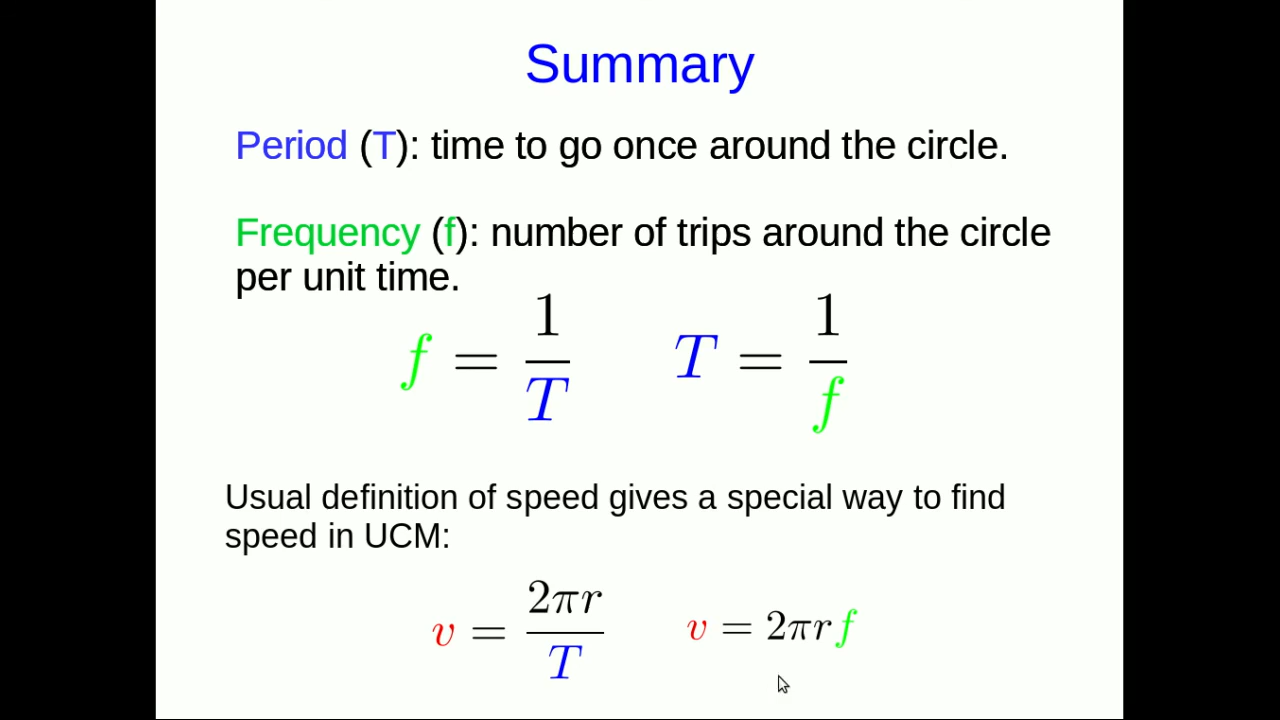 Summary
Period (T): time to go once around the circle.
Frequency (f): number of trips around the circle
per unit time.
f = 1/T    T = 1/f
Usual definition of speed gives a special way to find
speed in UCM:
v = 2πr/T    v = 2πrf